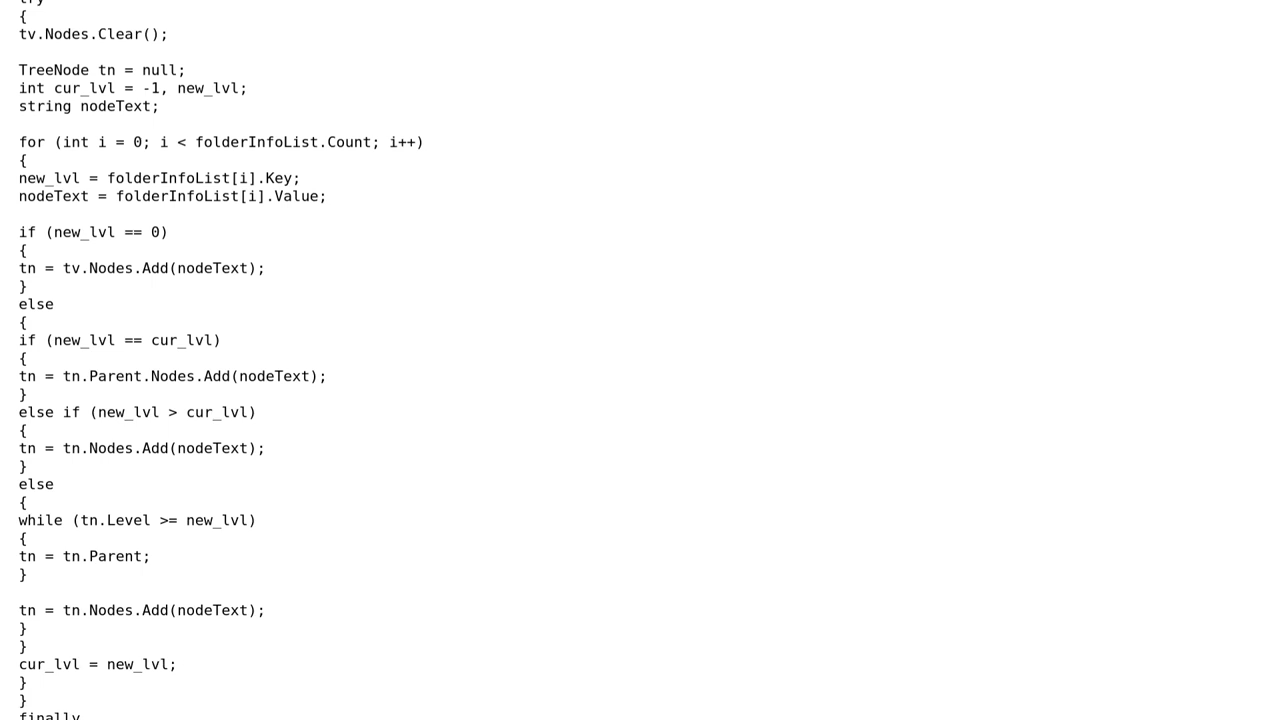 try
{
tv.Nodes.Clear();
TreeNode tn = null;
int cur_lvl = -1, new_lvl;
string nodeText;
for (int i = 0; i < folderInfoList.Count; i++)
{
new_lvl = folderInfoList[i].Key;
nodeText = folderInfoList[i].Value;
if (new_lvl == 0)
{
tn = tv.Nodes.Add(nodeText);
}
else
{
if (new_lvl == cur_lvl)
{
tn = tn.Parent.Nodes.Add(nodeText);
}
else if (new_lvl > cur_lvl)
{
tn = tn.Nodes.Add(nodeText);
}
else
{
while (tn.Level >= new_lvl)
{
tn = tn.Parent;
}
tn = tn.Nodes.Add(nodeText);
}
}
cur_lvl = new_lvl;
}
}
finally